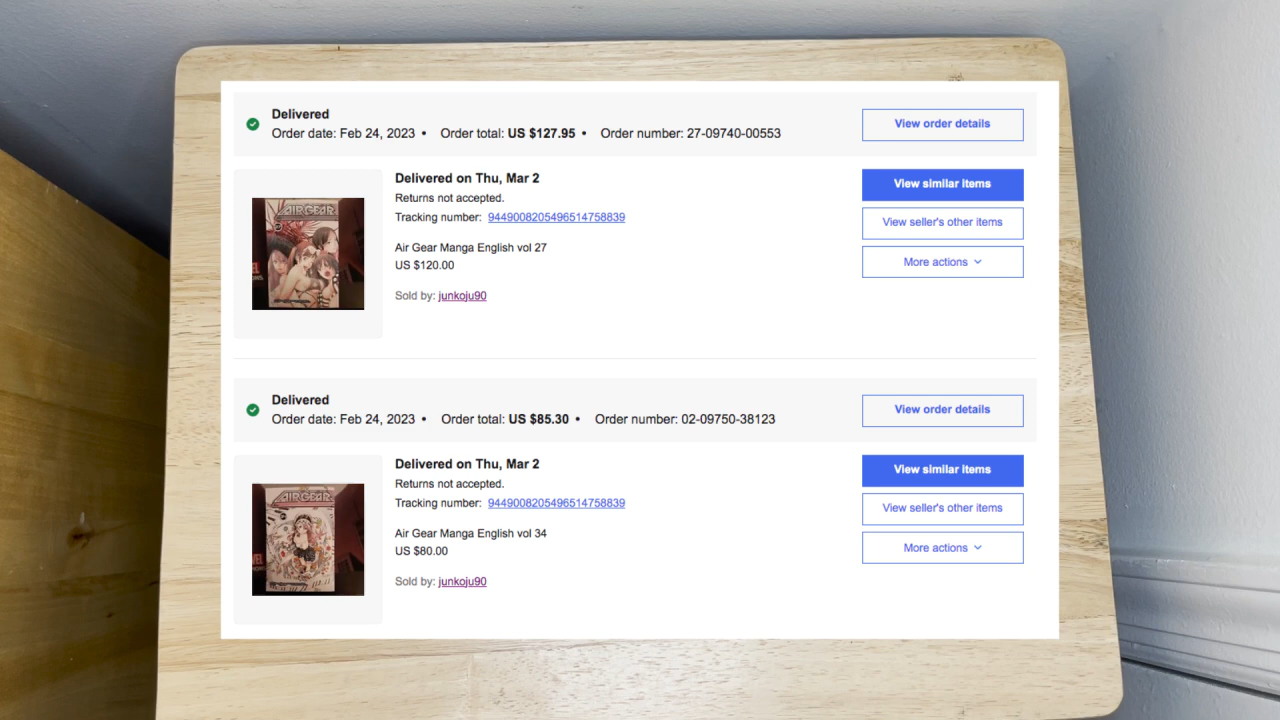 Delivered
Order date: Feb 24, 2023 • Order total: US $127.95 • Order number: 27-09740-00553
View order details
Delivered on Thu, Mar 2
Returns not accepted.
Tracking number: 9449008205496514758839
Air Gear Manga English vol 27
US $120.00
Sold by: junkoju90
View similar items
View seller's other items
More actions
AIR GEAR
Delivered
Order date: Feb 24, 2023 • Order total: US $85.30 • Order number: 02-09750-38123
View order details
Delivered on Thu, Mar 2
Returns not accepted.
Tracking number: 9449008205496514758839
Air Gear Manga English vol 34
US $80.00
Sold by: junkoju90
View similar items
View seller's other items
More actions
AIR GEAR